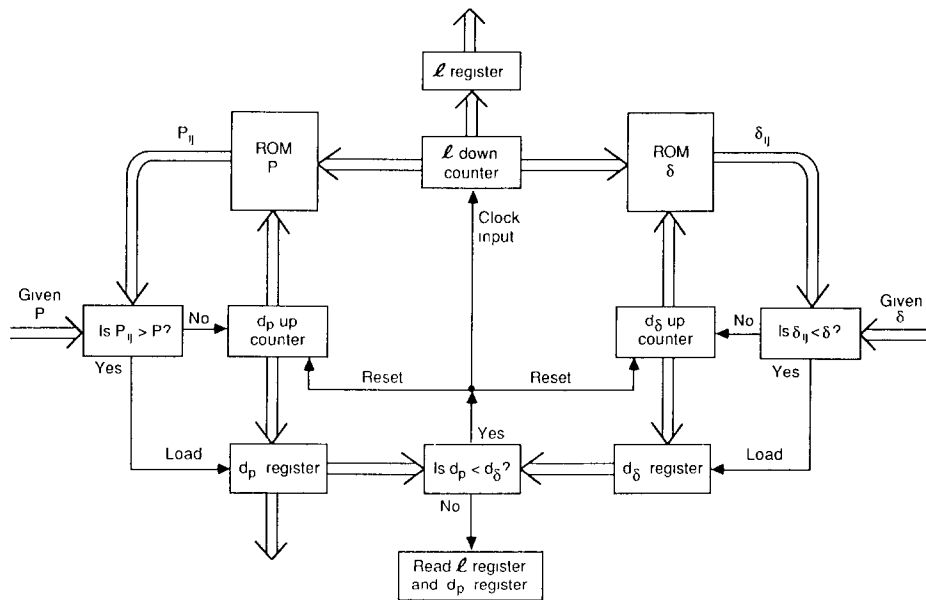 ℓ register
P_ij
ROM
P
ℓ down
counter
ROM
δ
δ_ij
Clock
input
Given
P
Is P_ij > P?
No
d_p up
counter
d_δ up
counter
No
Is δ_ij < δ?
Given
δ
Yes
Reset
Reset
Yes
Yes
Load
d_p register
Is d_p < d_δ?
d_δ register
Load
No
Read ℓ register
and d_p register